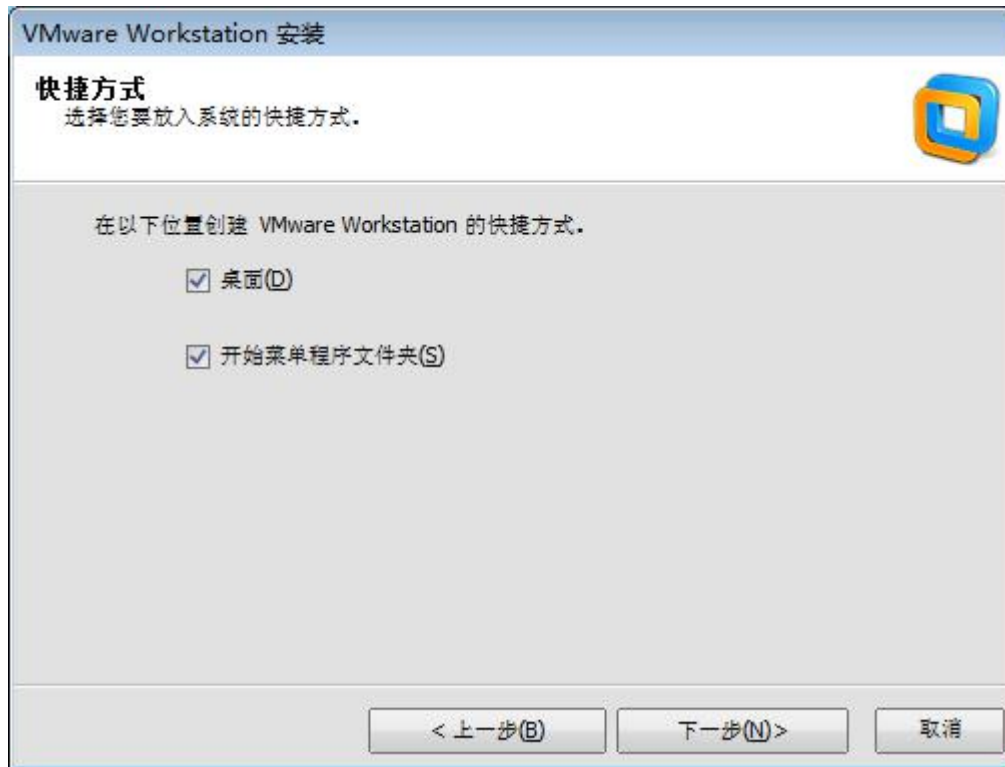 VMware Workstation 安装
快捷方式
选择您要放入系统的快捷方式.
在以下位置创建 VMware Workstation 的快捷方式.
桌面(D)
开始菜单程序文件夹(S)
< 上一步(B) 下一步(N)> 取消